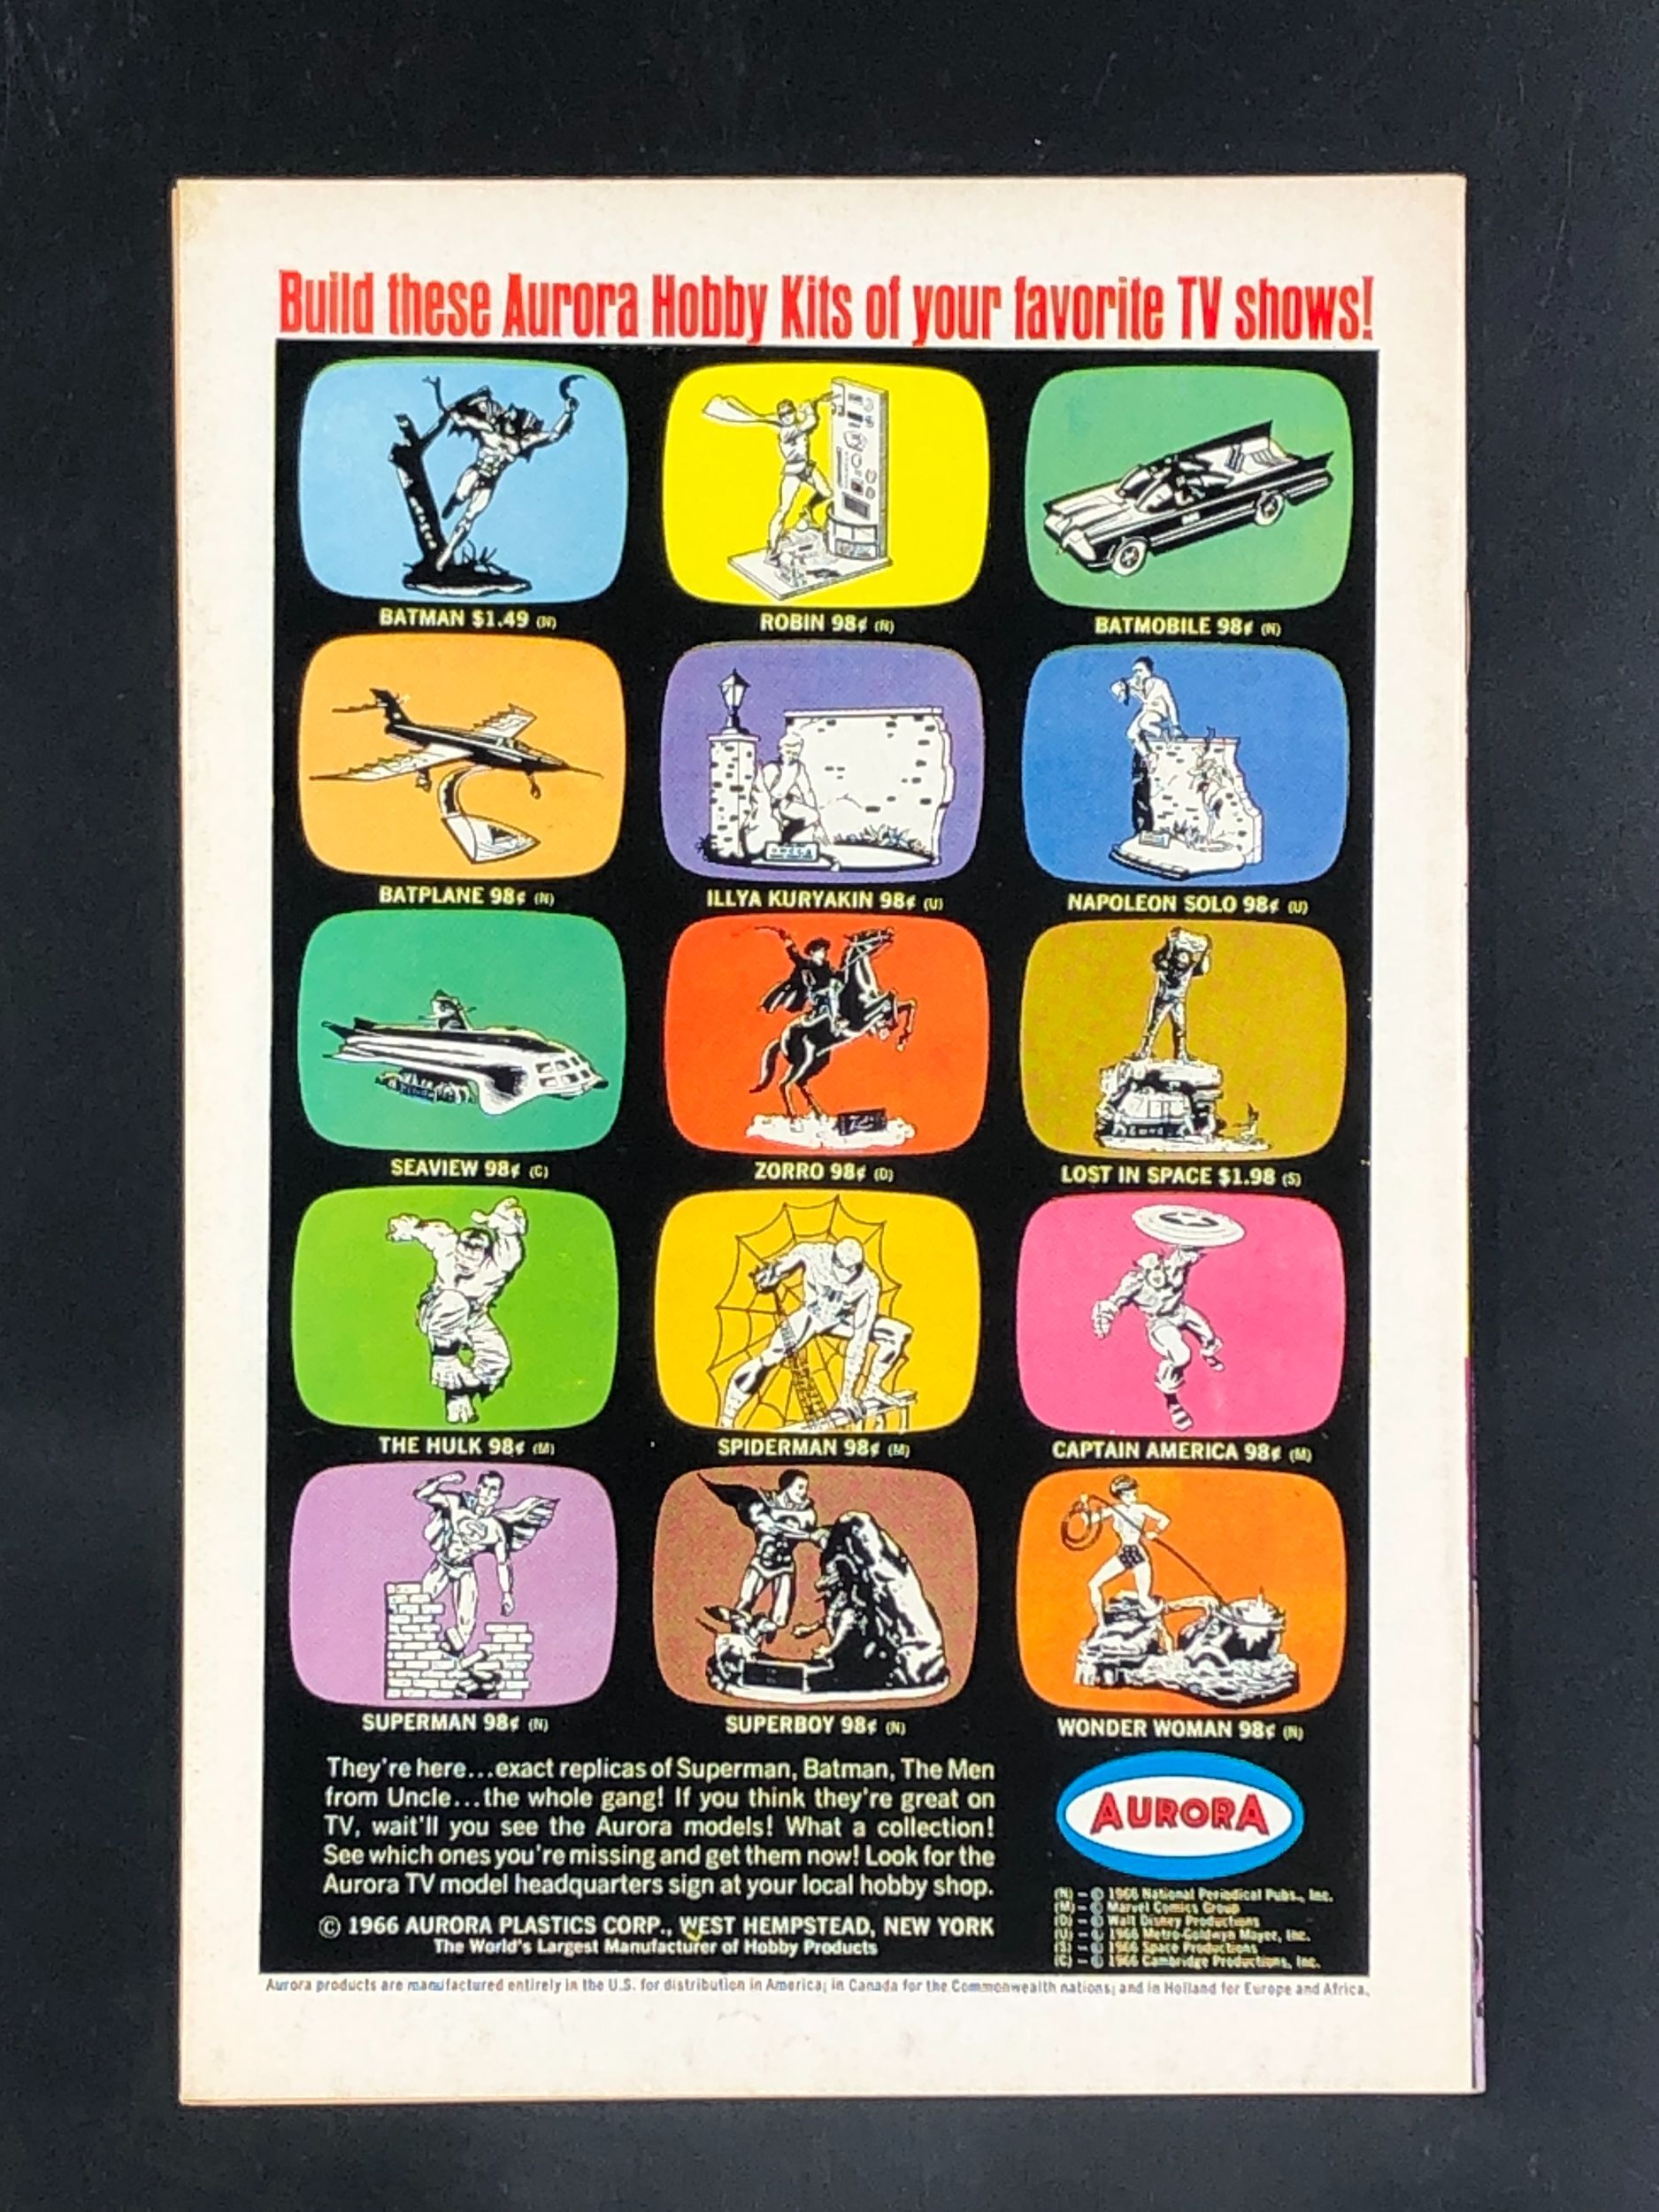 Build these Aurora Hobby Kits of your favorite TV shows!
BATMAN $1.49 (N)
ROBIN 98¢ (N)
BATMOBILE 98¢ (N)
BATPLANE 98¢ (N)
ILLYA KURYAKIN 98¢ (U)
NAPOLEON SOLO 98¢ (U)
SEAVIEW 98¢ (C)
ZORRO 98¢ (D)
LOST IN SPACE $1.98 (S)
THE HULK 98¢ (M)
SPIDERMAN 98¢ (M)
CAPTAIN AMERICA 98¢ (M)
SUPERMAN 98¢ (N)
SUPERBOY 98¢ (N)
WONDER WOMAN 98¢ (N)
They're here...exact replicas of Superman, Batman, The Men
from Uncle...the whole gang! If you think they're great on
TV, wait'll you see the Aurora models! What a collection!
See which ones you're missing and get them now! Look for the
Aurora TV model headquarters sign at your local hobby shop.
© 1966 AURORA PLASTICS CORP., WEST HEMPSTEAD, NEW YORK
The World's Largest Manufacturer of Hobby Products
AURORA
(N) – © 1966 National Periodical Pubs., Inc.
(M) – © Marvel Comics Group
(D) – © Walt Disney Productions
(U) – © 1966 Metro-Goldwyn Mayer, Inc.
(S) – © 1966 Space Productions
(C) – © 1966 Cambridge Productions, Inc.
Aurora products are manufactured entirely in the U.S. for distribution in America; in Canada for the Commonwealth nations; and in Holland for Europe and Africa.